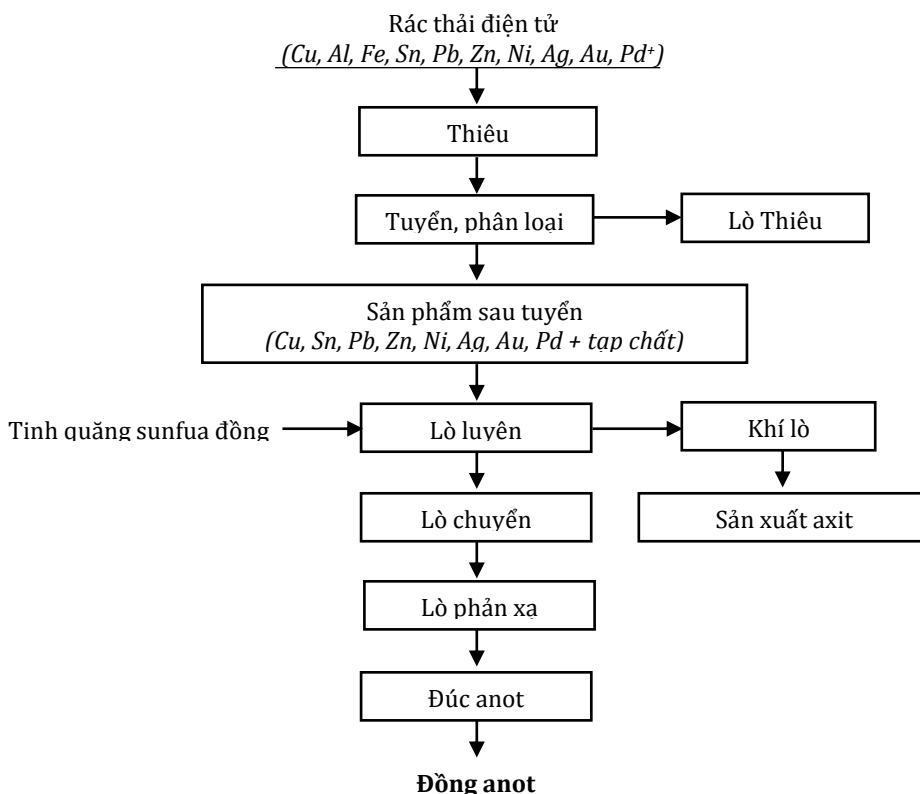 Rác thải điện tử
(Cu, Al, Fe, Sn, Pb, Zn, Ni, Ag, Au, Pd⁺)
Thiêu
Tuyển, phân loại
Lò Thiêu
Sản phẩm sau tuyển
(Cu, Sn, Pb, Zn, Ni, Ag, Au, Pd + tạp chất)
Tinh quăng sunfua đồng
Lò luyên
Khí lò
Lò chuyển
Sản xuất axit
Lò phản xạ
Đúc anot
Đồng anot